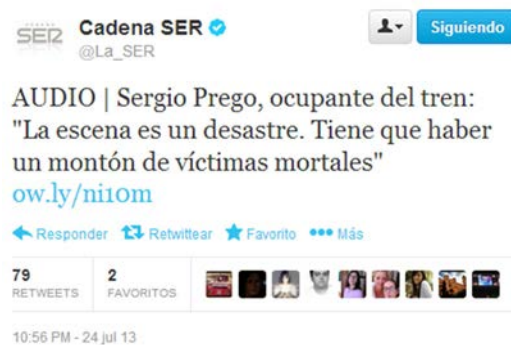 SER
Cadena SER
@La_SER
Siguiendo
AUDIO | Sergio Prego, ocupante del tren:
"La escena es un desastre. Tiene que haber
un montón de víctimas mortales"
ow.ly/ni1om
Responder Retwittear Favorito Más
79 2
RETWEETS FAVORITOS
10:56 PM - 24 jul 13